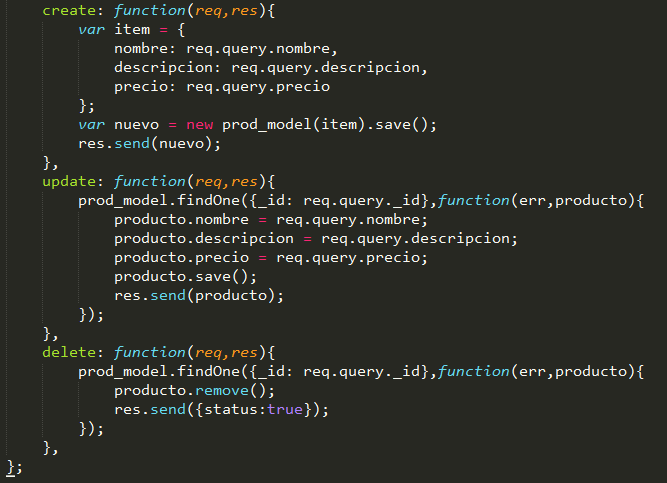 create: function(req,res){
var item = {
nombre: req.query.nombre,
descripcion: req.query.descripcion,
precio: req.query.precio
};
var nuevo = new prod_model(item).save();
res.send(nuevo);
},
update: function(req,res){
prod_model.findOne({_id: req.query._id},function(err,producto){
producto.nombre = req.query.nombre;
producto.descripcion = req.query.descripcion;
producto.precio = req.query.precio;
producto.save();
res.send(producto);
});
},
delete: function(req,res){
prod_model.findOne({_id: req.query._id},function(err,producto){
producto.remove();
res.send({status:true});
});
},
};